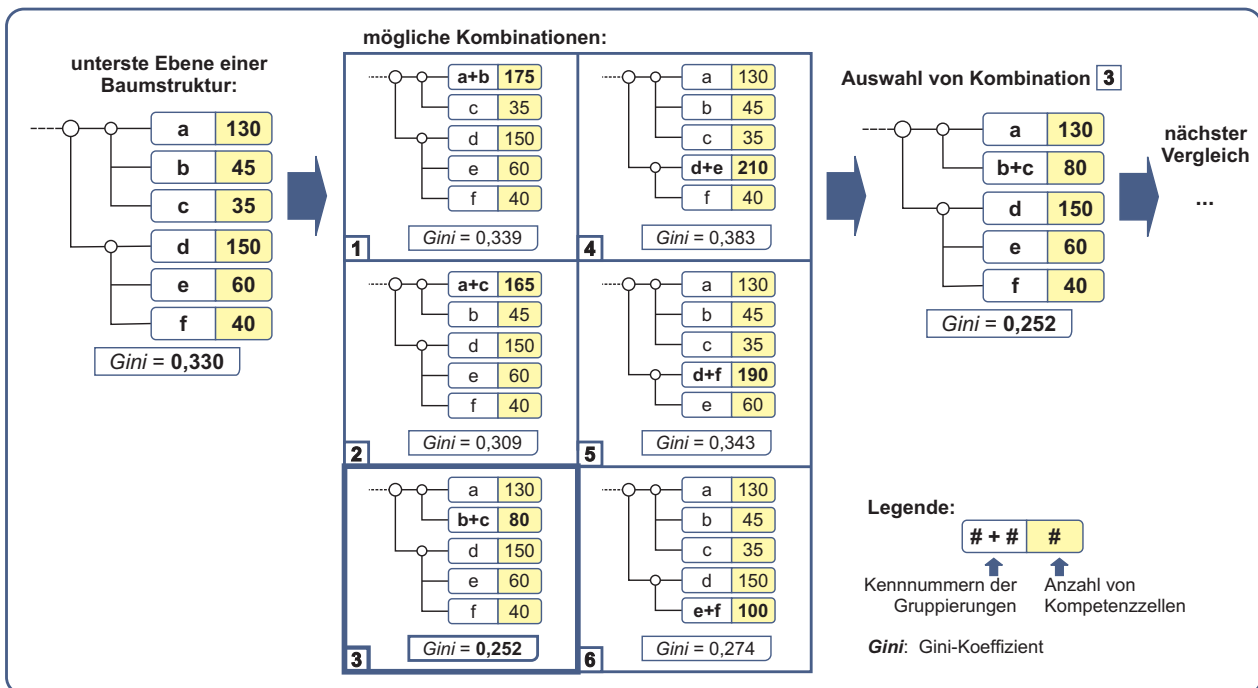 mögliche Kombinationen:
unterste Ebene einer
Baumstruktur:
a 130
b 45
c 35
d 150
e 60
f 40
Gini = 0,330
a+b 175
c 35
d 150
e 60
f 40
Gini = 0,339
1
a 130
b 45
c 35
d+e 210
f 40
Gini = 0,383
4
a+c 165
b 45
d 150
e 60
f 40
Gini = 0,309
2
a 130
b 45
c 35
d+f 190
e 60
Gini = 0,343
5
a 130
b+c 80
d 150
e 60
f 40
Gini = 0,252
3
a 130
b 45
c 35
d 150
e+f 100
Gini = 0,274
6
Auswahl von Kombination 3
a 130
b+c 80
d 150
e 60
f 40
Gini = 0,252
nächster
Vergleich
...
Legende:
# + # #
Kennnummern der
Gruppierungen
Anzahl von
Kompetenzzellen
Gini: Gini-Koeffizient